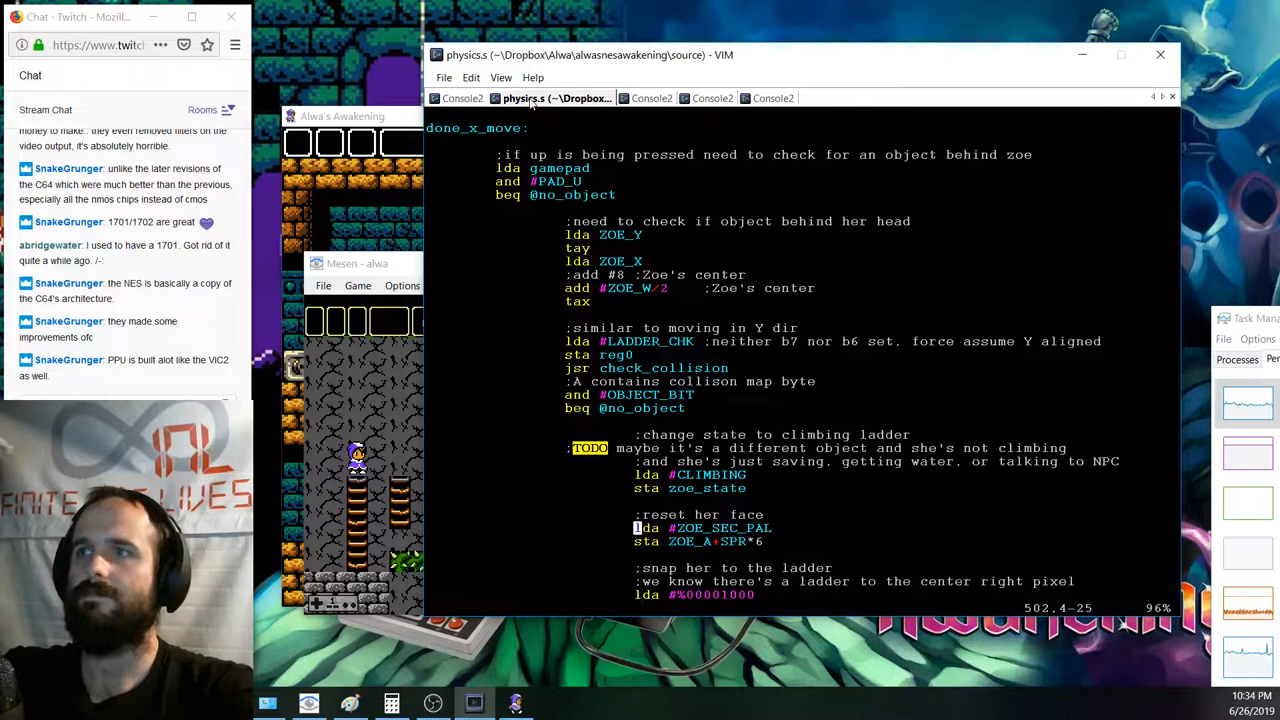 Chat - Twitch - Mozill...
https://www.twitch
Chat
Stream Chat
Rooms
money to make.. they even removed filters on the
video output, it's absolutely horrible.
SnakeGrunger: unlike the later revisions
of the C64 which were much better than the previous,
especially all the nmos chips instead of cmos
SnakeGrunger: 1701/1702 are great
abridgewater: I used to have a 1701. Got rid of it
quite a while ago. /-:
SnakeGrunger: the NES is basically a copy of
the C64's architecture.
SnakeGrunger: they made some
improvements ofc
SnakeGrunger: PPU is built alot like the VIC2
as well.
Alwa's Awakening
Mesen - alwa
File Game Options
physics.s (~\Dropbox\Alwa\alwasnesawakening\source) - VIM
File Edit View Help
Console2 physics.s (~\Dropbox... Console2 Console2 Console2
done_x_move:
;if up is being pressed need to check for an object behind zoe
lda gamepad
and #PAD_U
beq @no_object
;need to check if object behind her head
lda ZOE_Y
tay
lda ZOE_X
;add #8 ;Zoe's center
add #ZOE_W/2 ;Zoe's center
tax
;similar to moving in Y dir
lda #LADDER_CHK ;neither b7 nor b6 set, force assume Y aligned
sta reg0
jsr check_collision
;A contains collison map byte
and #OBJECT_BIT
beq @no_object
;change state to climbing ladder
;TODO maybe it's a different object and she's not climbing
;and she's just saving, getting water, or talking to NPC
lda #CLIMBING
sta zoe_state
;reset her face
lda #ZOE_SEC_PAL
sta ZOE_A+SPR*6
;snap her to the ladder
;we know there's a ladder to the center right pixel
lda #%00001000
502,4-25 96%
Task Mana
File Options
Processes Per
10:34 PM
6/26/2019